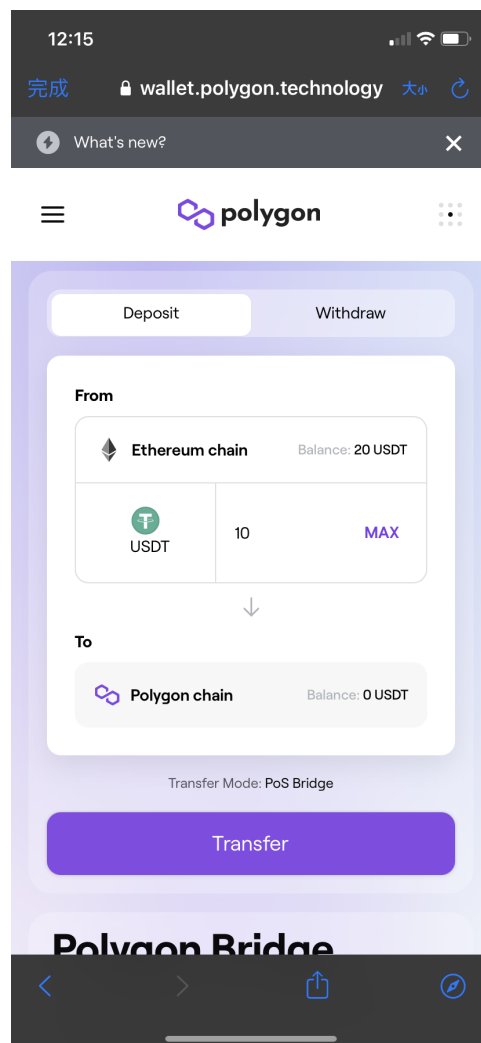 12:15
完成
wallet.polygon.technology
大小
What's new?
polygon
Deposit
Withdraw
From
Ethereum chain
Balance: 20 USDT
USDT
10
MAX
To
Polygon chain
Balance: 0 USDT
Transfer Mode: PoS Bridge
Transfer
Polygon Bridge